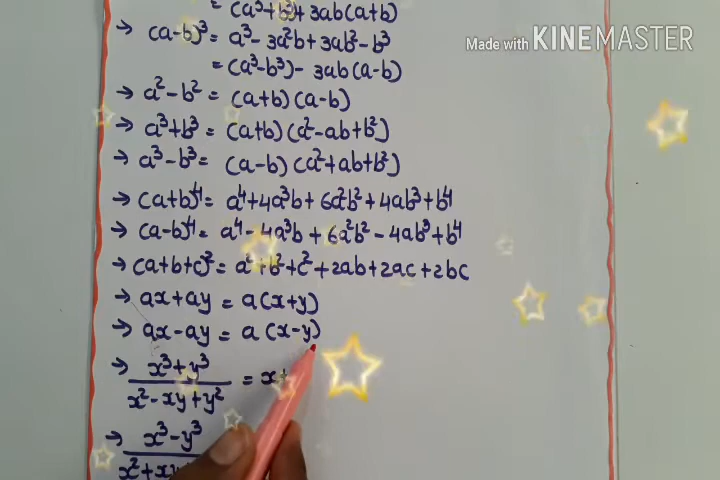 = (a³+b³)+3ab(a+b)
→ (a-b)³ = a³-3a²b+3ab²-b³
= (a³-b³)-3ab(a-b)
Made with KINEMASTER
→ a²-b² = (a+b)(a-b)
→ a³+b³ = (a+b)(a²-ab+b²)
→ a³-b³ = (a-b)(a²+ab+b²)
→ (a+b)⁴ = a⁴+4a³b+6a²b²+4ab³+b⁴
→ (a-b)⁴ = a⁴-4a³b+6a²b²-4ab³+b⁴
→ (a+b+c)² = a²+b²+c²+2ab+2ac+2bc
→ ax+ay = a(x+y)
→ ax-ay = a(x-y)
→ x³+y³
= x+
x²-xy+y²
→ x³-y³
x²+xy